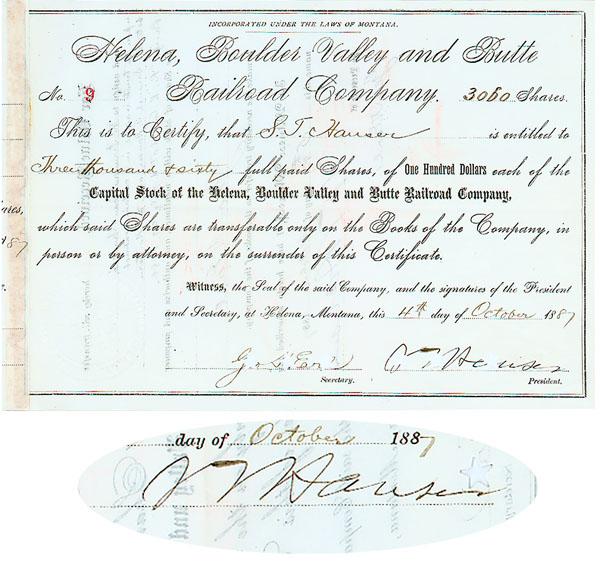 INCORPORATED UNDER THE LAWS OF MONTANA.
Helena, Boulder Valley and Butte
No. 9 Railroad Company. 3060 Shares.
This is to Certify, that S. T. Hauser is entitled to
Three thousand & sixty full paid Shares, of One Hundred Dollars each of the
Capital Stock of the Helena, Boulder Valley and Butte Railroad Company,
which said Shares are transferable only on the Books of the Company, in
person or by attorney, on the surrender of this Certificate.
Witness, the Seal of the said Company, and the signatures of the President
and Secretary, at Helena, Montana, this 4th day of October 1887
S T Hauser
Secretary. President.
day of October 1887
S T Hauser